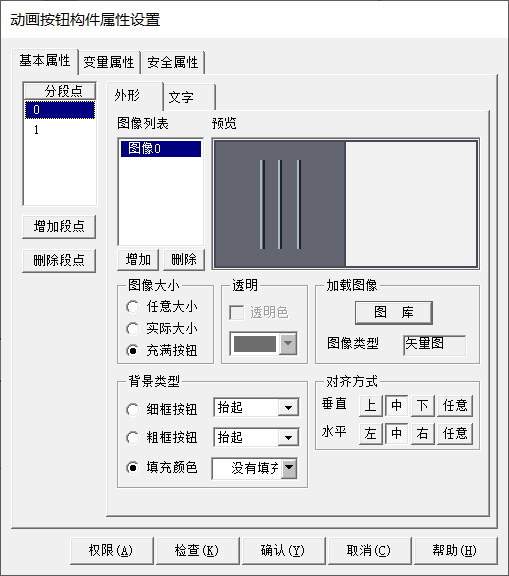 动画按钮构件属性设置
基本属性 变量属性 安全属性
分段点
0
1
增加段点
删除段点
外形 文字
图像列表 预览
图像0
增加 删除
图像大小
任意大小
实际大小
充满按钮
透明
透明色
加载图像
图 库
图像类型 矢量图
背景类型
细框按钮 抬起
粗框按钮 抬起
填充颜色 没有填充
对齐方式
垂直 上 中 下 任意
水平 左 中 右 任意
权限(A) 检查(K) 确认(Y) 取消(C) 帮助(H)